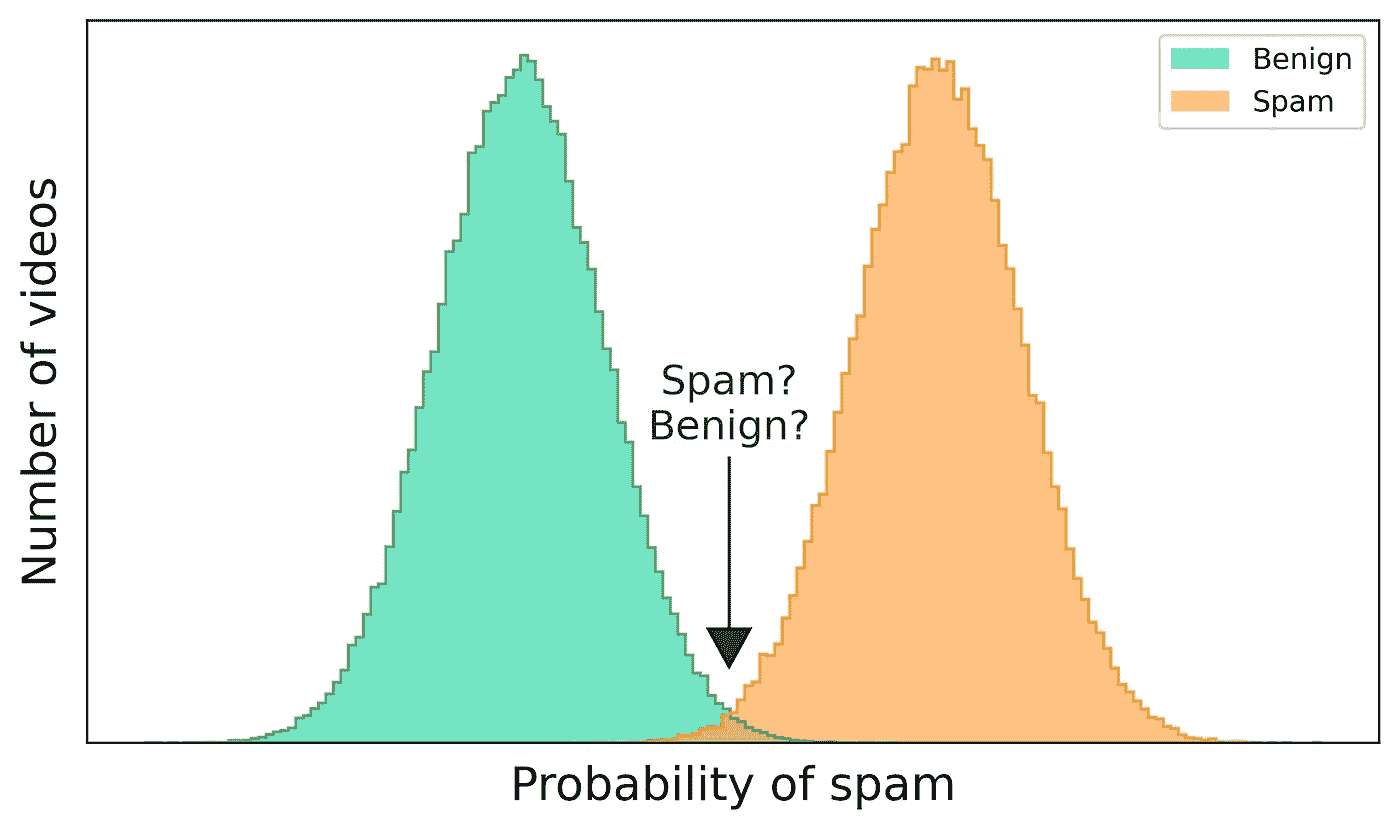 Benign
Spam
Number of videos
Spam?
Benign?
Probability of spam